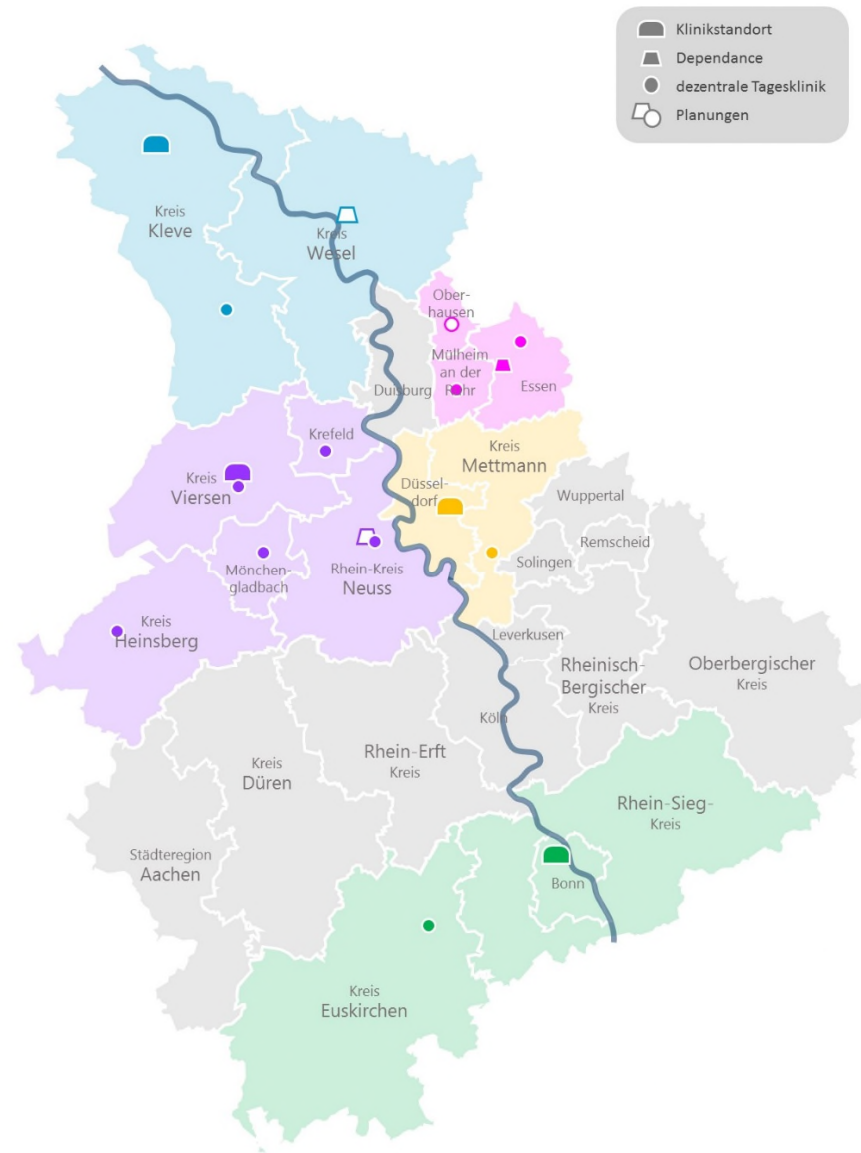 Klinikstandort
Dependance
dezentrale Tagesklinik
Planungen
Kreis
Kleve
Kreis
Wesel
Ober-
hausen
Mülheim
an der
Ruhr
Essen
Duisburg
Krefeld
Kreis
Viersen
Kreis
Mettmann
Düssel-
dorf
Wuppertal
Remscheid
Solingen
Mönchen-
gladbach
Rhein-Kreis
Neuss
Kreis
Heinsberg
Leverkusen
Rheinisch-
Bergischer
Kreis
Oberbergischer
Kreis
Köln
Rhein-Erft
Kreis
Kreis
Düren
Rhein-Sieg-
Kreis
Städteregion
Aachen
Bonn
Kreis
Euskirchen